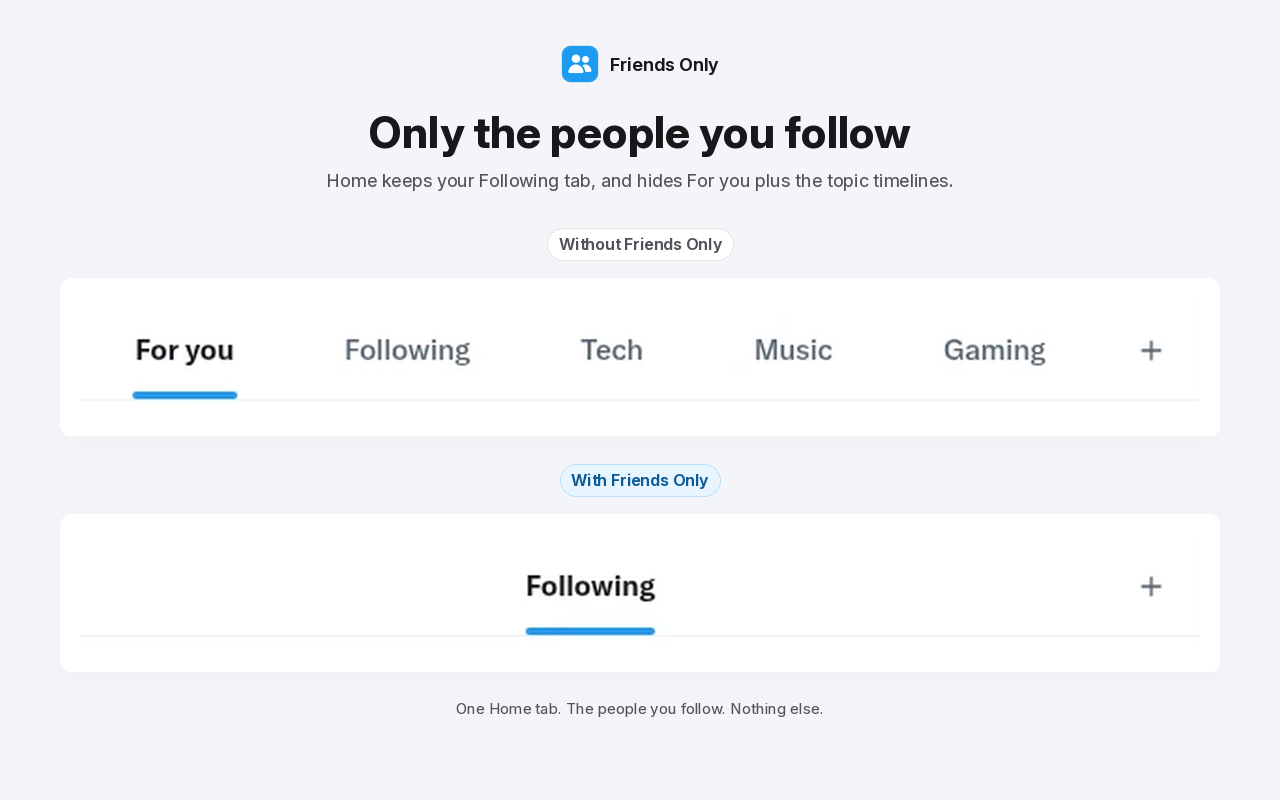 Friends Only
Only the people you follow
Home keeps your Following tab, and hides For you plus the topic timelines.
Without Friends Only
For you Following Tech Music Gaming +
With Friends Only
Following +
One Home tab. The people you follow. Nothing else.